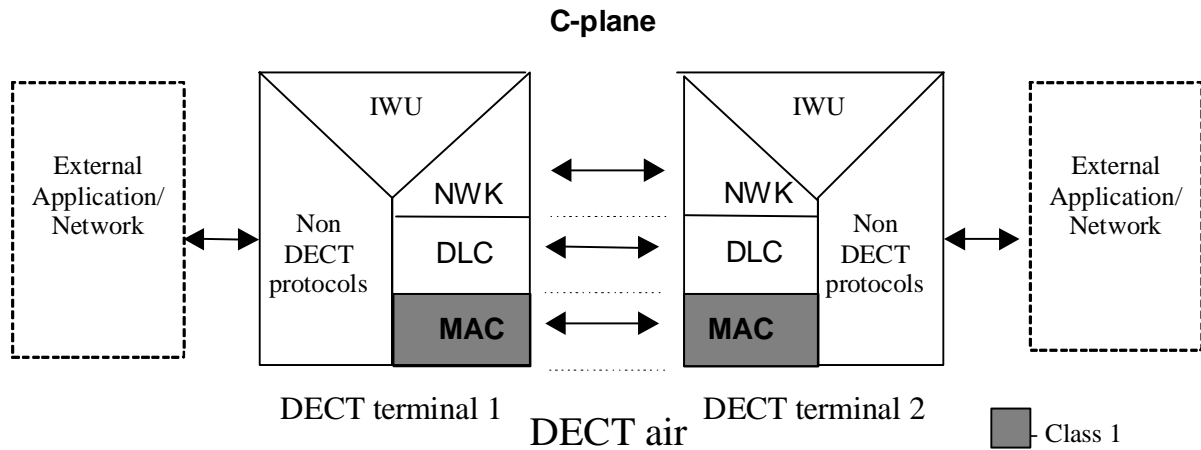 C-plane
External
Application/
Network
IWU
Non
DECT
protocols
NWK
DLC
MAC
IWU
NWK
DLC
MAC
Non
DECT
protocols
External
Application/
Network
DECT terminal 1
DECT air
DECT terminal 2
- Class 1